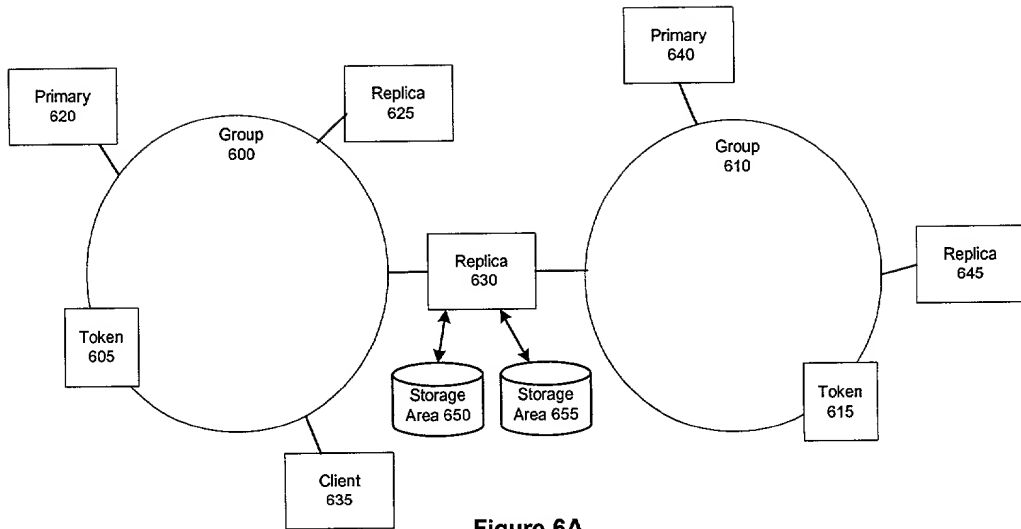 Primary
640
Primary
620
Replica
625
Group
600
Group
610
Replica
630
Replica
645
Token
605
Storage
Area 650
Storage
Area 655
Token
615
Client
635
Figure 6A